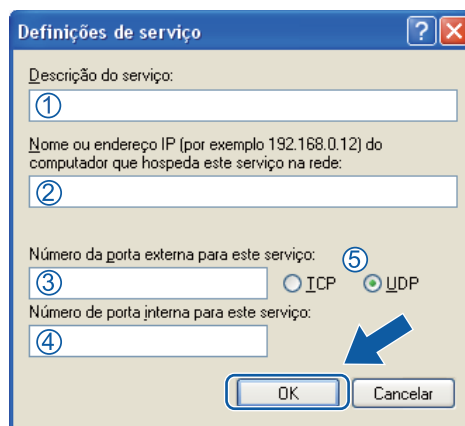 Definições de serviço
Descrição do serviço:
①
Nome ou endereço IP (por exemplo 192.168.0.12) do
computador que hospeda este serviço na rede:
②
Número da porta externa para este serviço:
③
⑤
TCP
UDP
Número de porta interna para este serviço:
④
OK
Cancelar